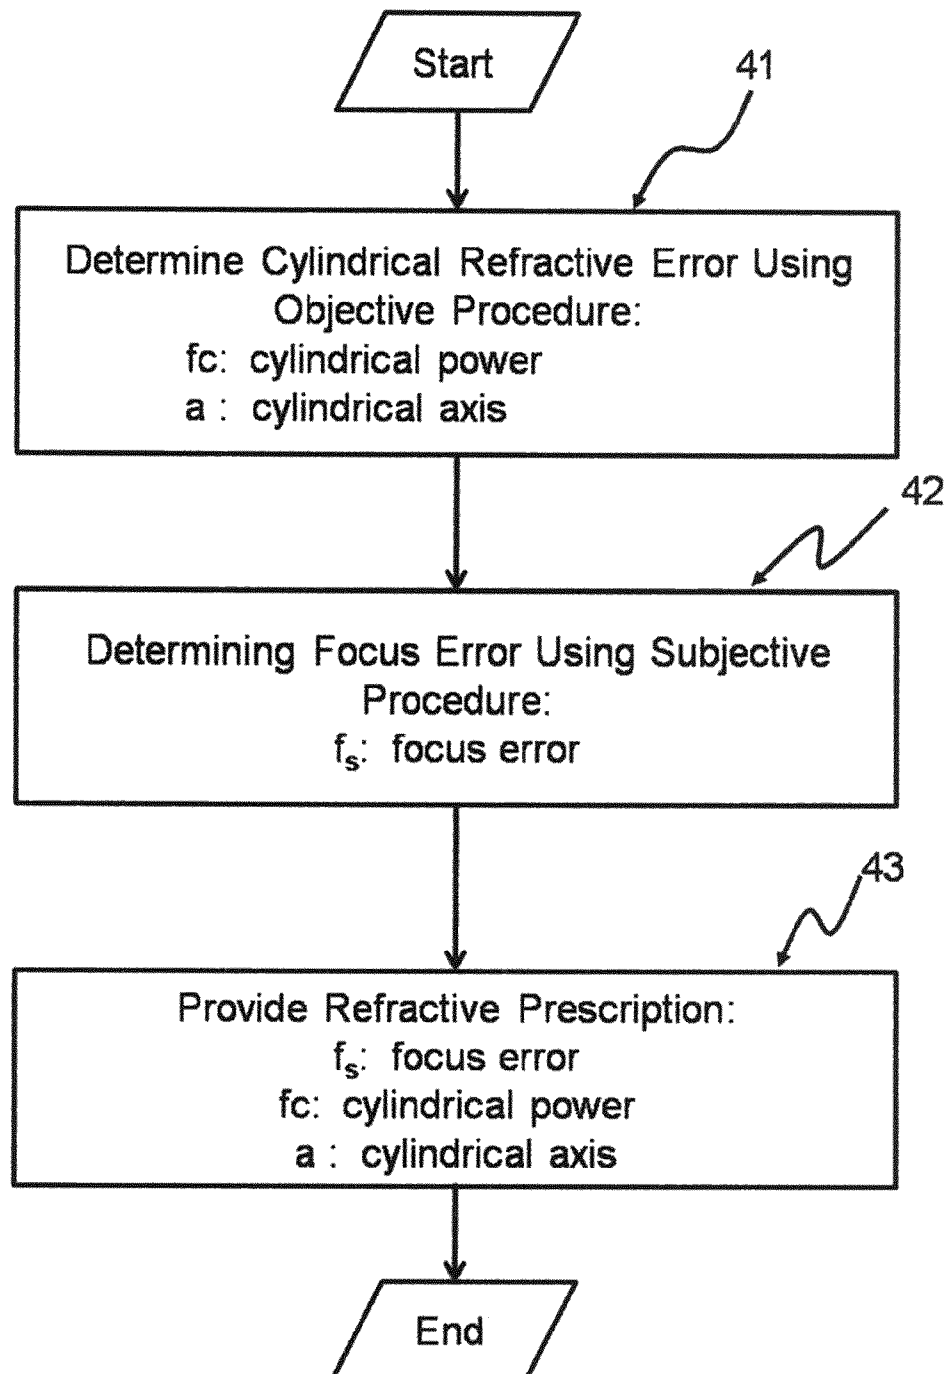 Start
41
Determine Cylindrical Refractive Error Using
Objective Procedure:
fc: cylindrical power
a : cylindrical axis
42
Determining Focus Error Using Subjective
Procedure:
fₛ: focus error
43
Provide Refractive Prescription:
fₛ: focus error
fc: cylindrical power
a : cylindrical axis
End